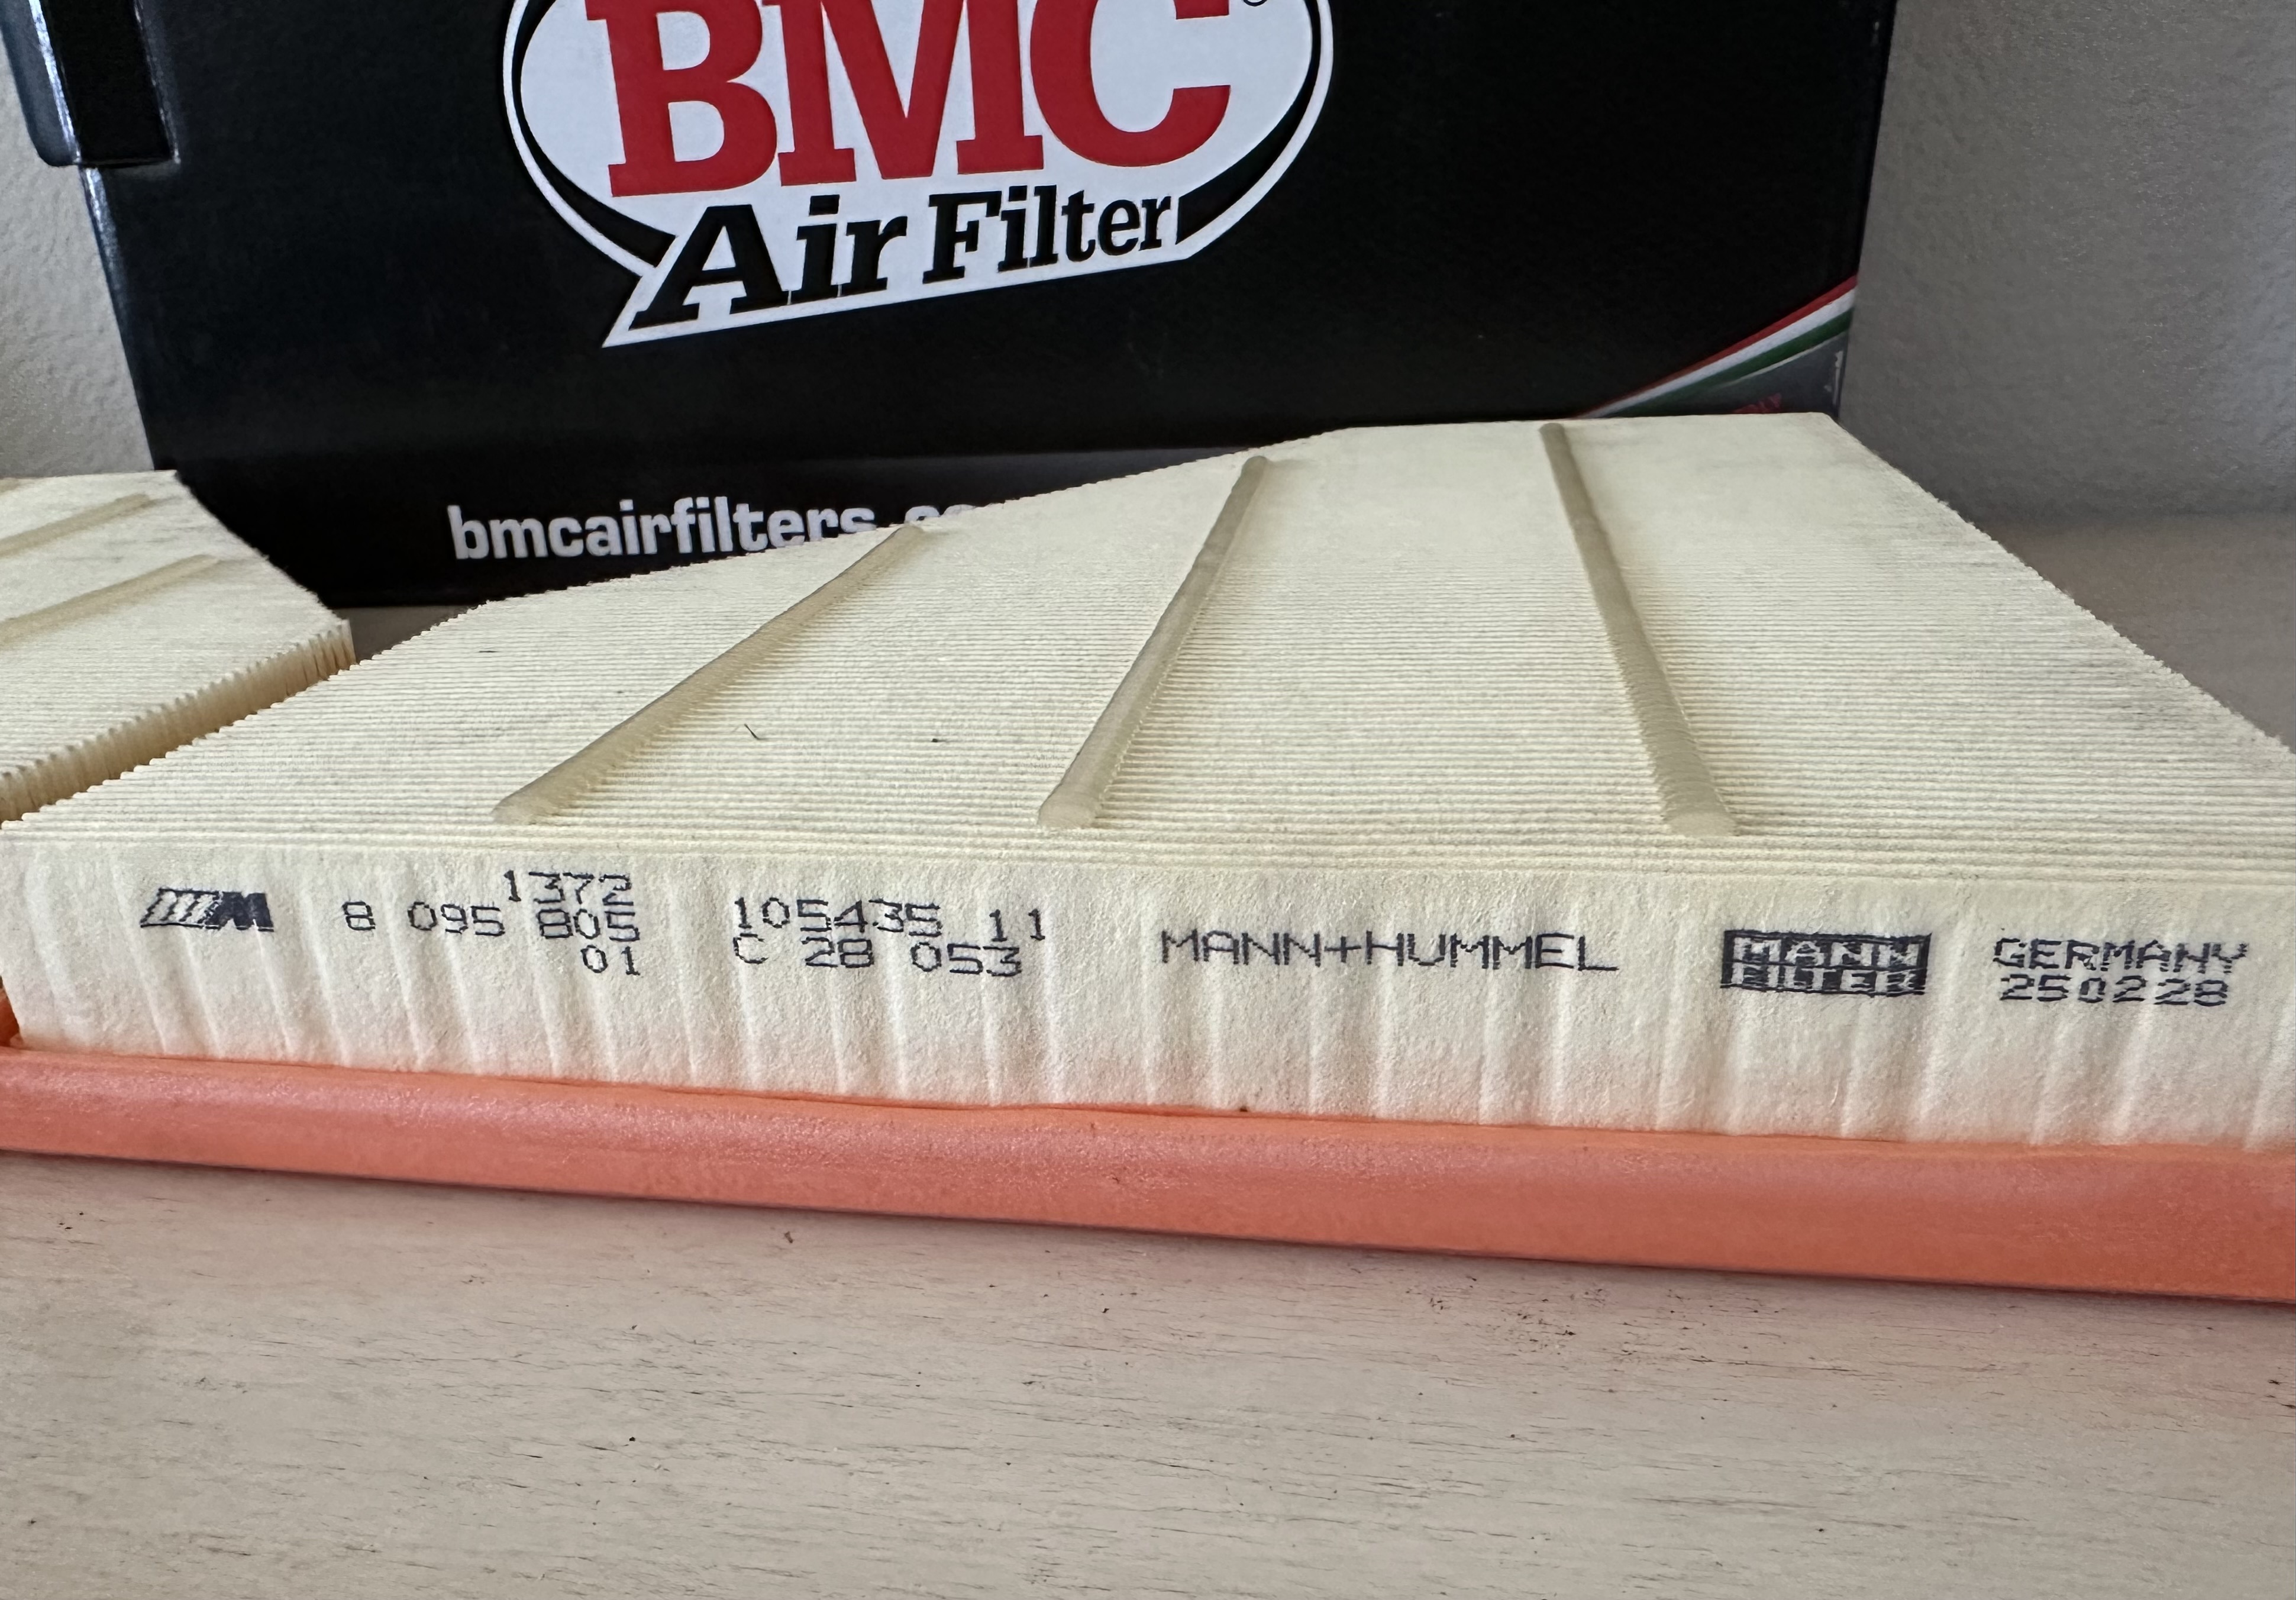 BMC
Air Filter
bmcairfilters.co
M 8 095 1372 805 01
105435 11
C 28 053
MANN+HUMMEL
MANN
FILTER
GERMANY
250228